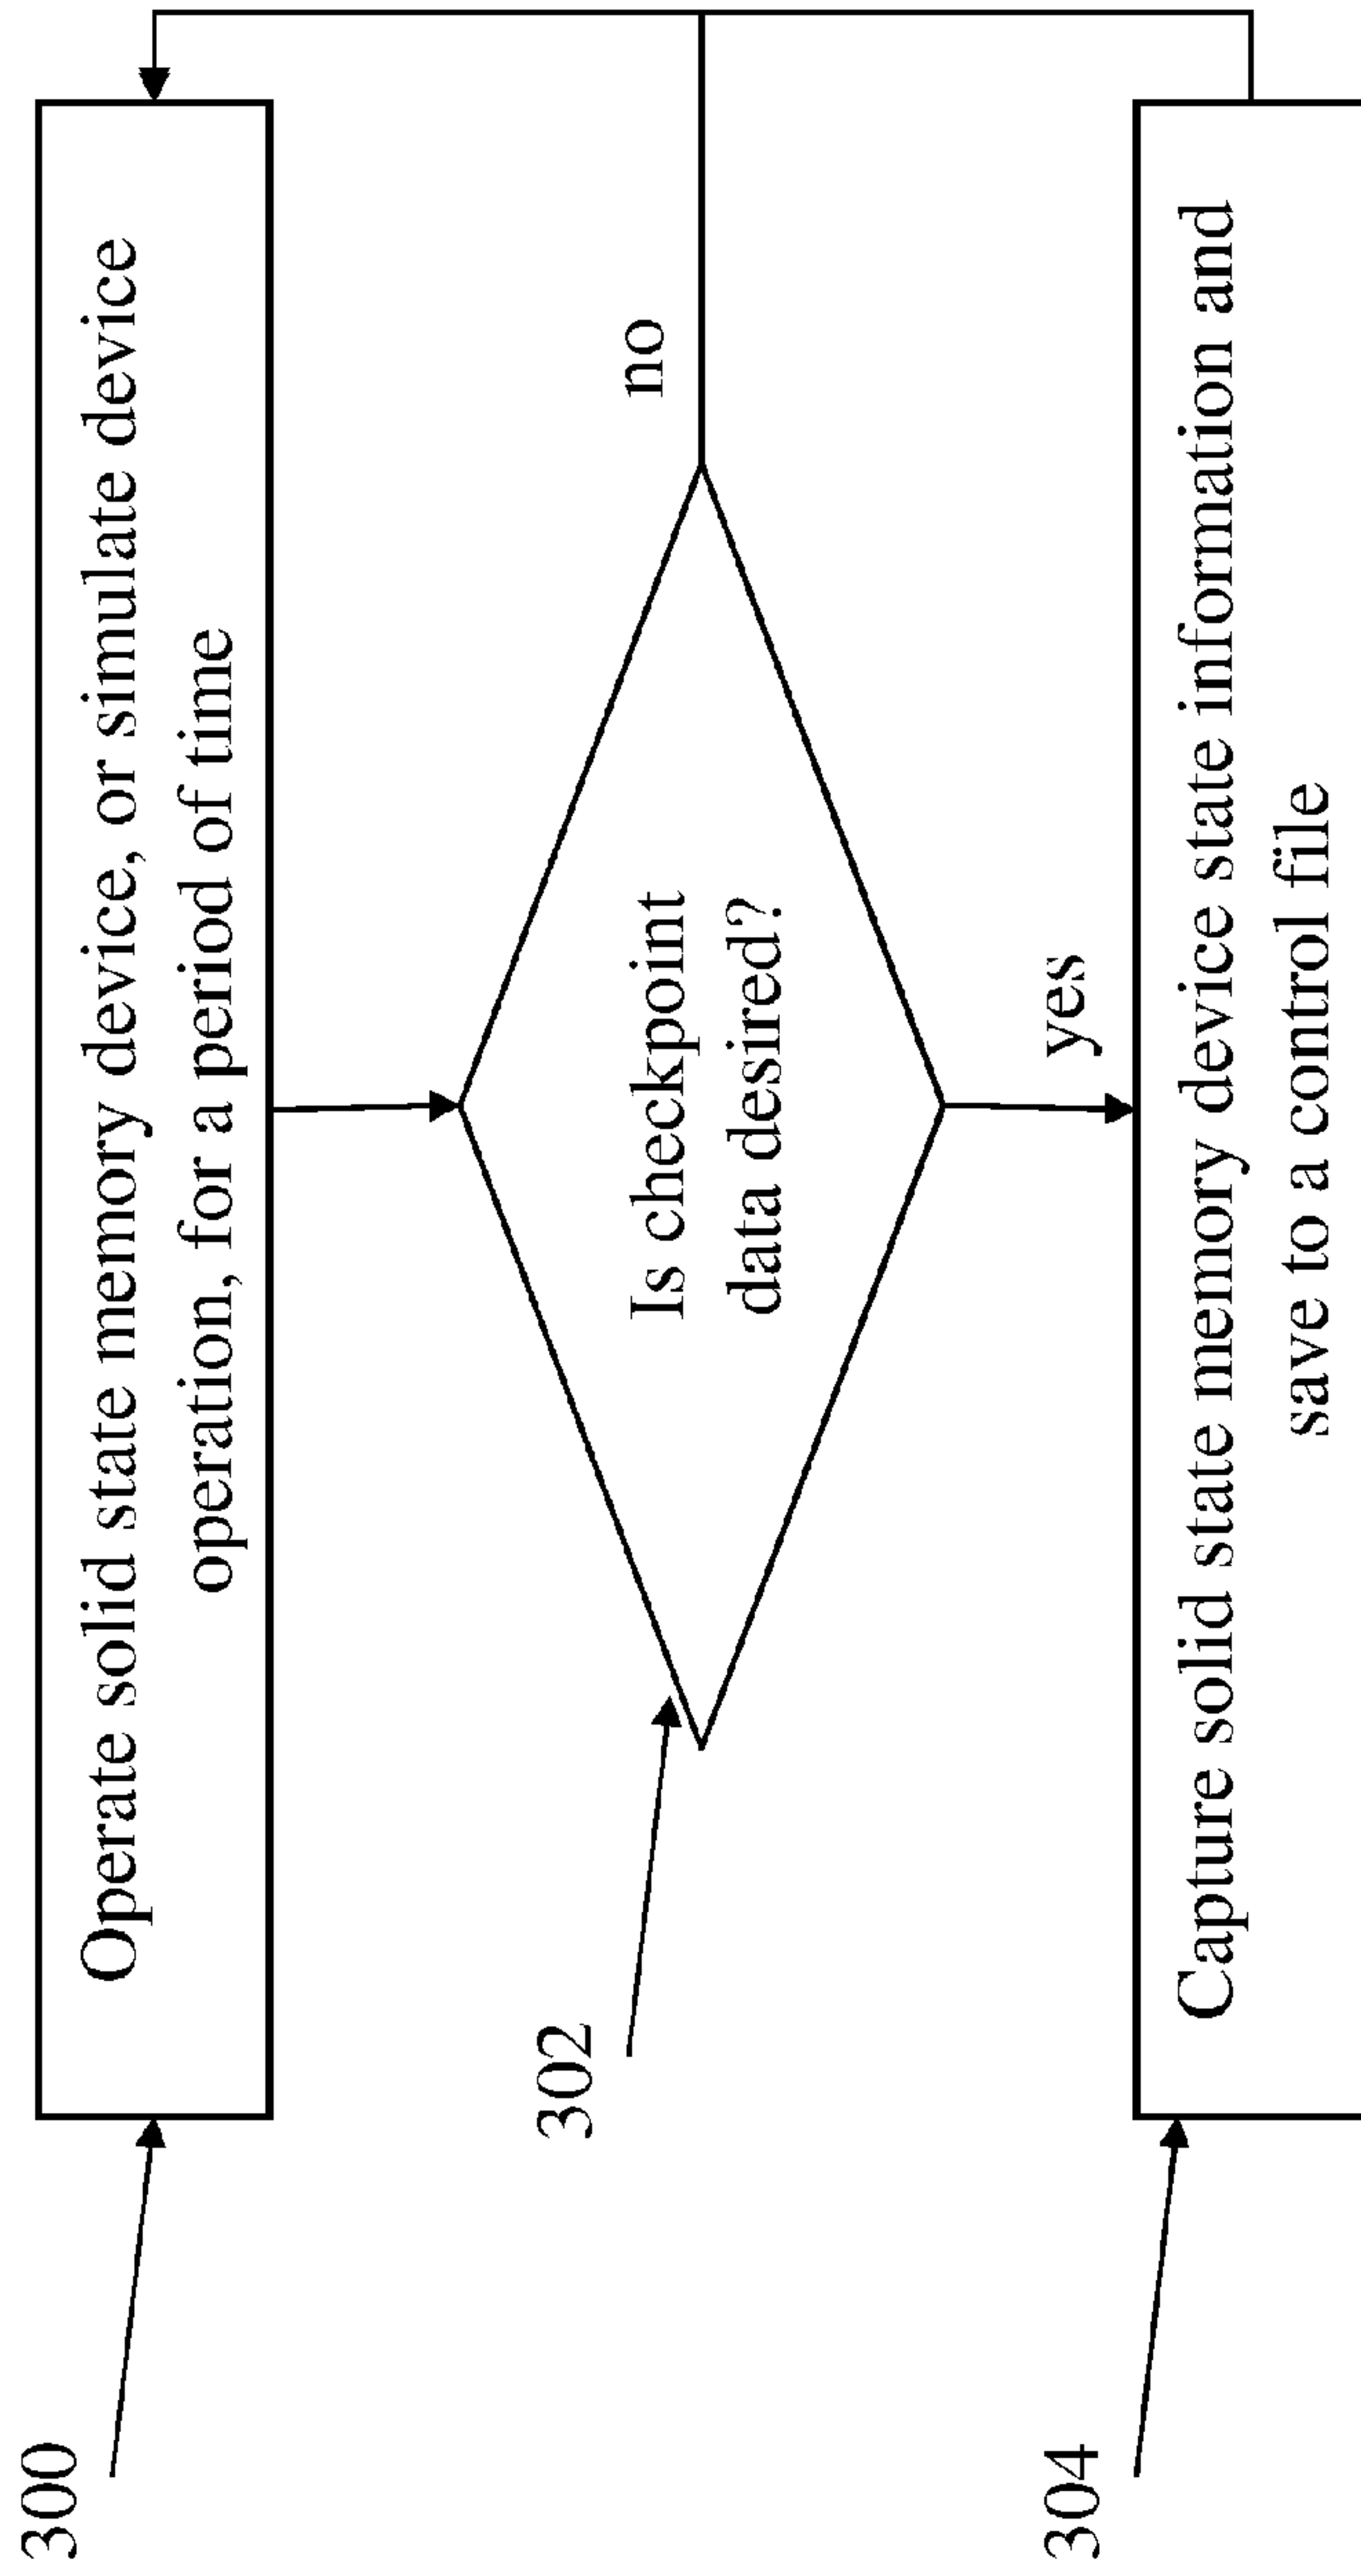 300
Operate solid state memory device, or simulate device
operation, for a period of time
302
Is checkpoint
data desired?
no
yes
304
Capture solid state memory device state information and
save to a control file